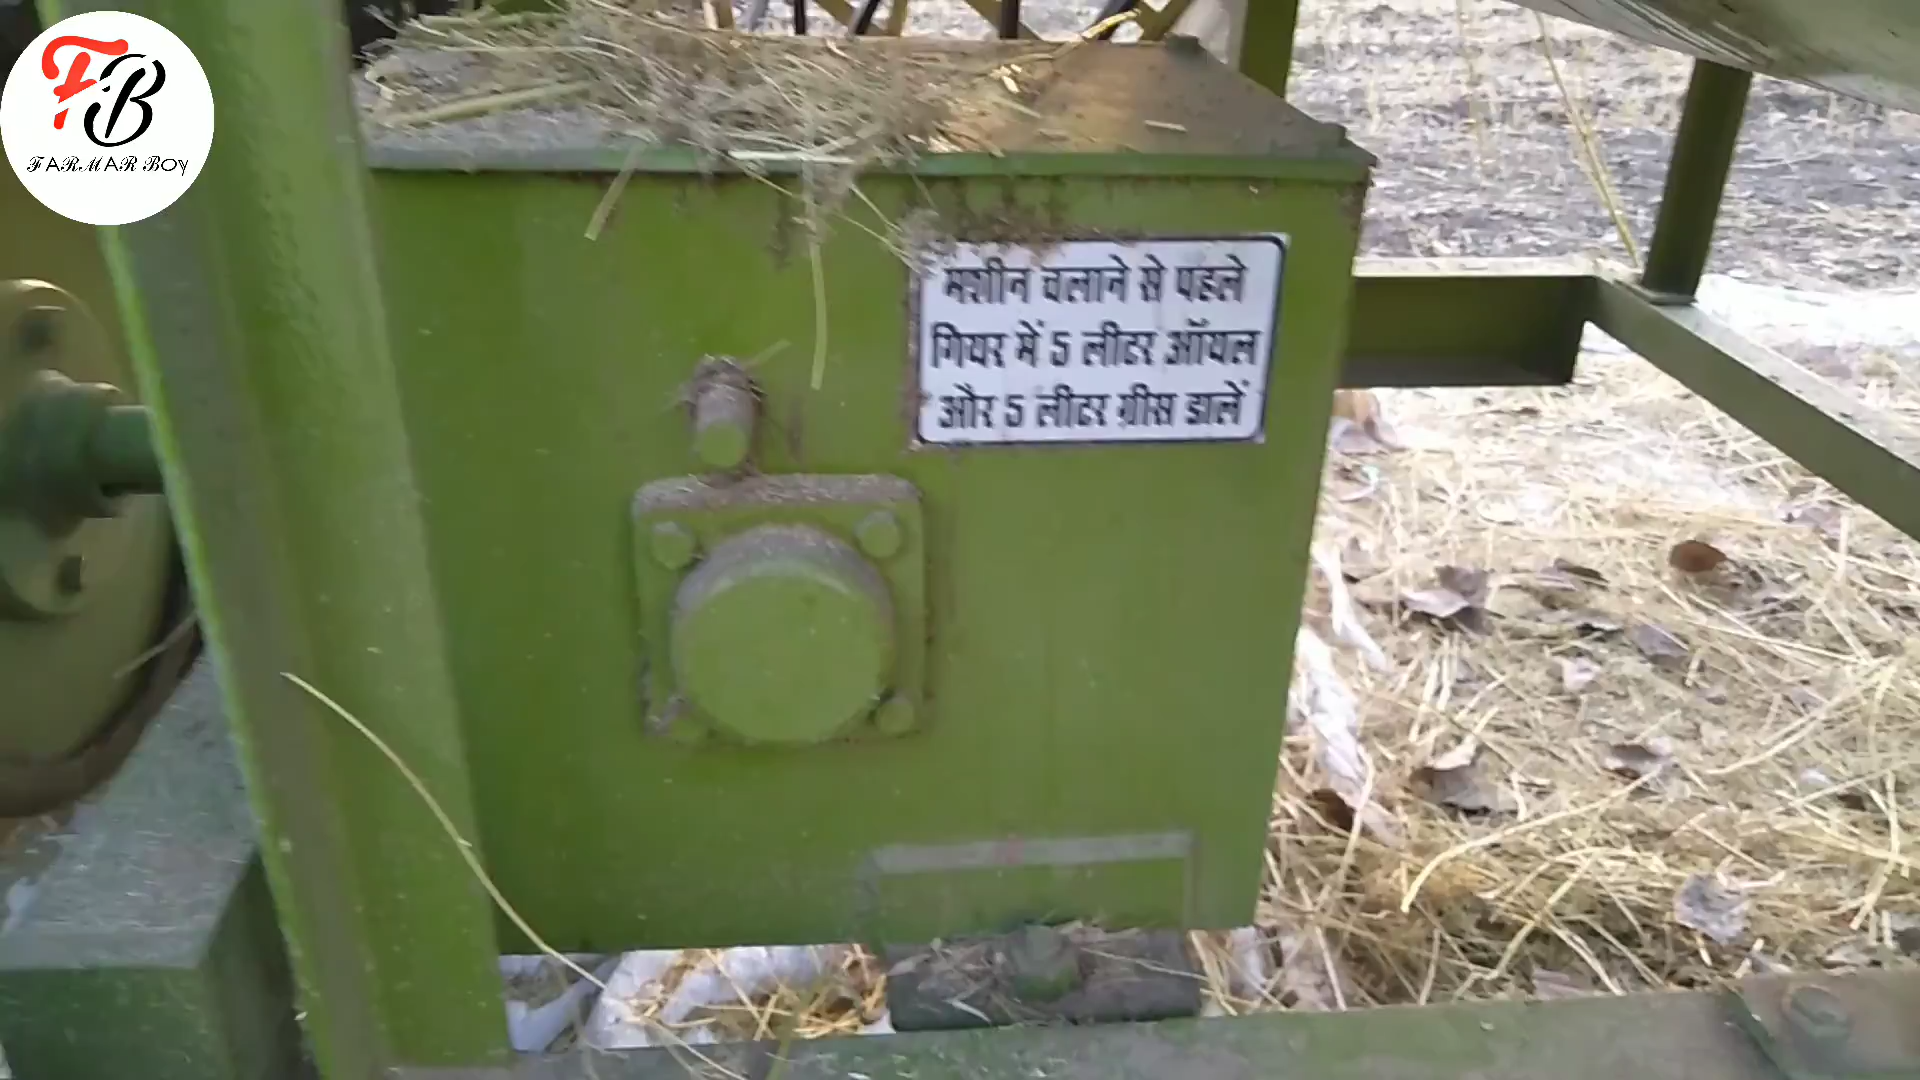 FB
FARMAR BOY
मशीन चलाने से पहले
गियर में 5 लीटर ऑयल
और 5 लीटर ग्रीस डालें